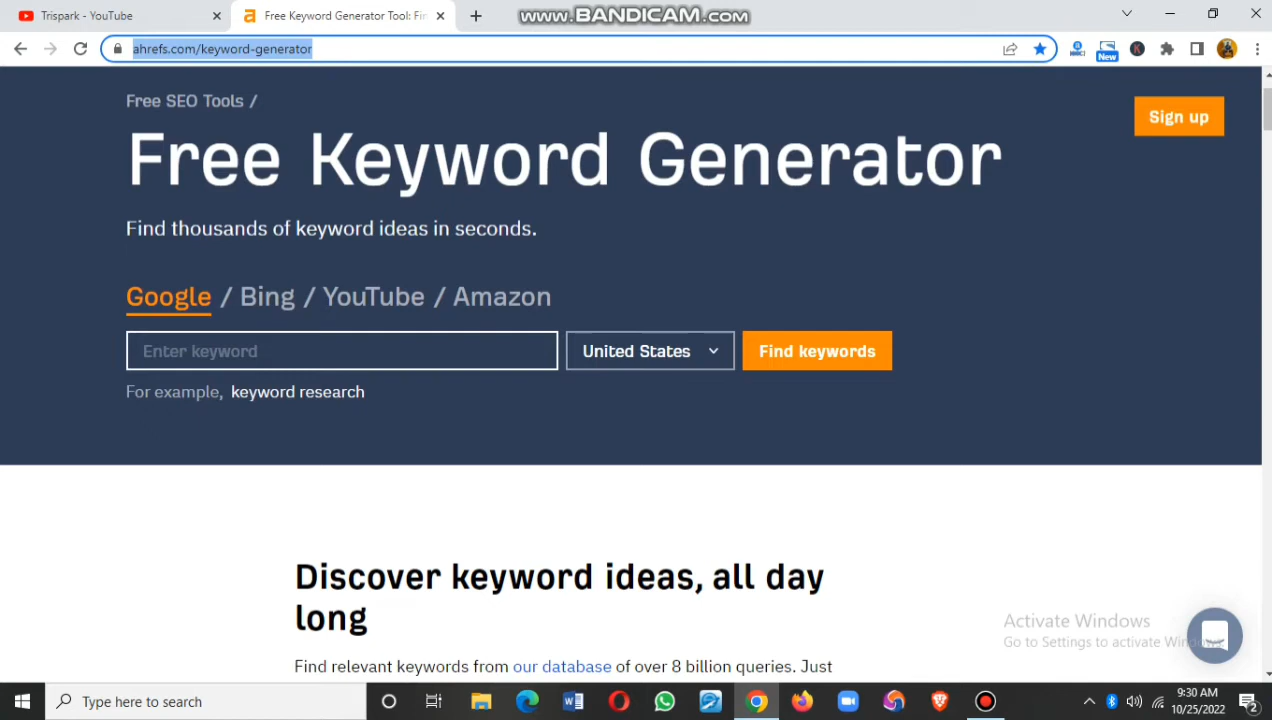 Trispark - YouTube
Free Keyword Generator Tool: Fin
www.BANDICAM.com
ahrefs.com/keyword-generator
New
Free SEO Tools /
Sign up
Free Keyword Generator
Find thousands of keyword ideas in seconds.
Google / Bing / YouTube / Amazon
Enter keyword
United States
Find keywords
For example, keyword research
Discover keyword ideas, all day
long
Activate Windows
Go to Settings to activate Windows.
Find relevant keywords from our database of over 8 billion queries. Just
Type here to search
9:30 AM
10/25/2022
2